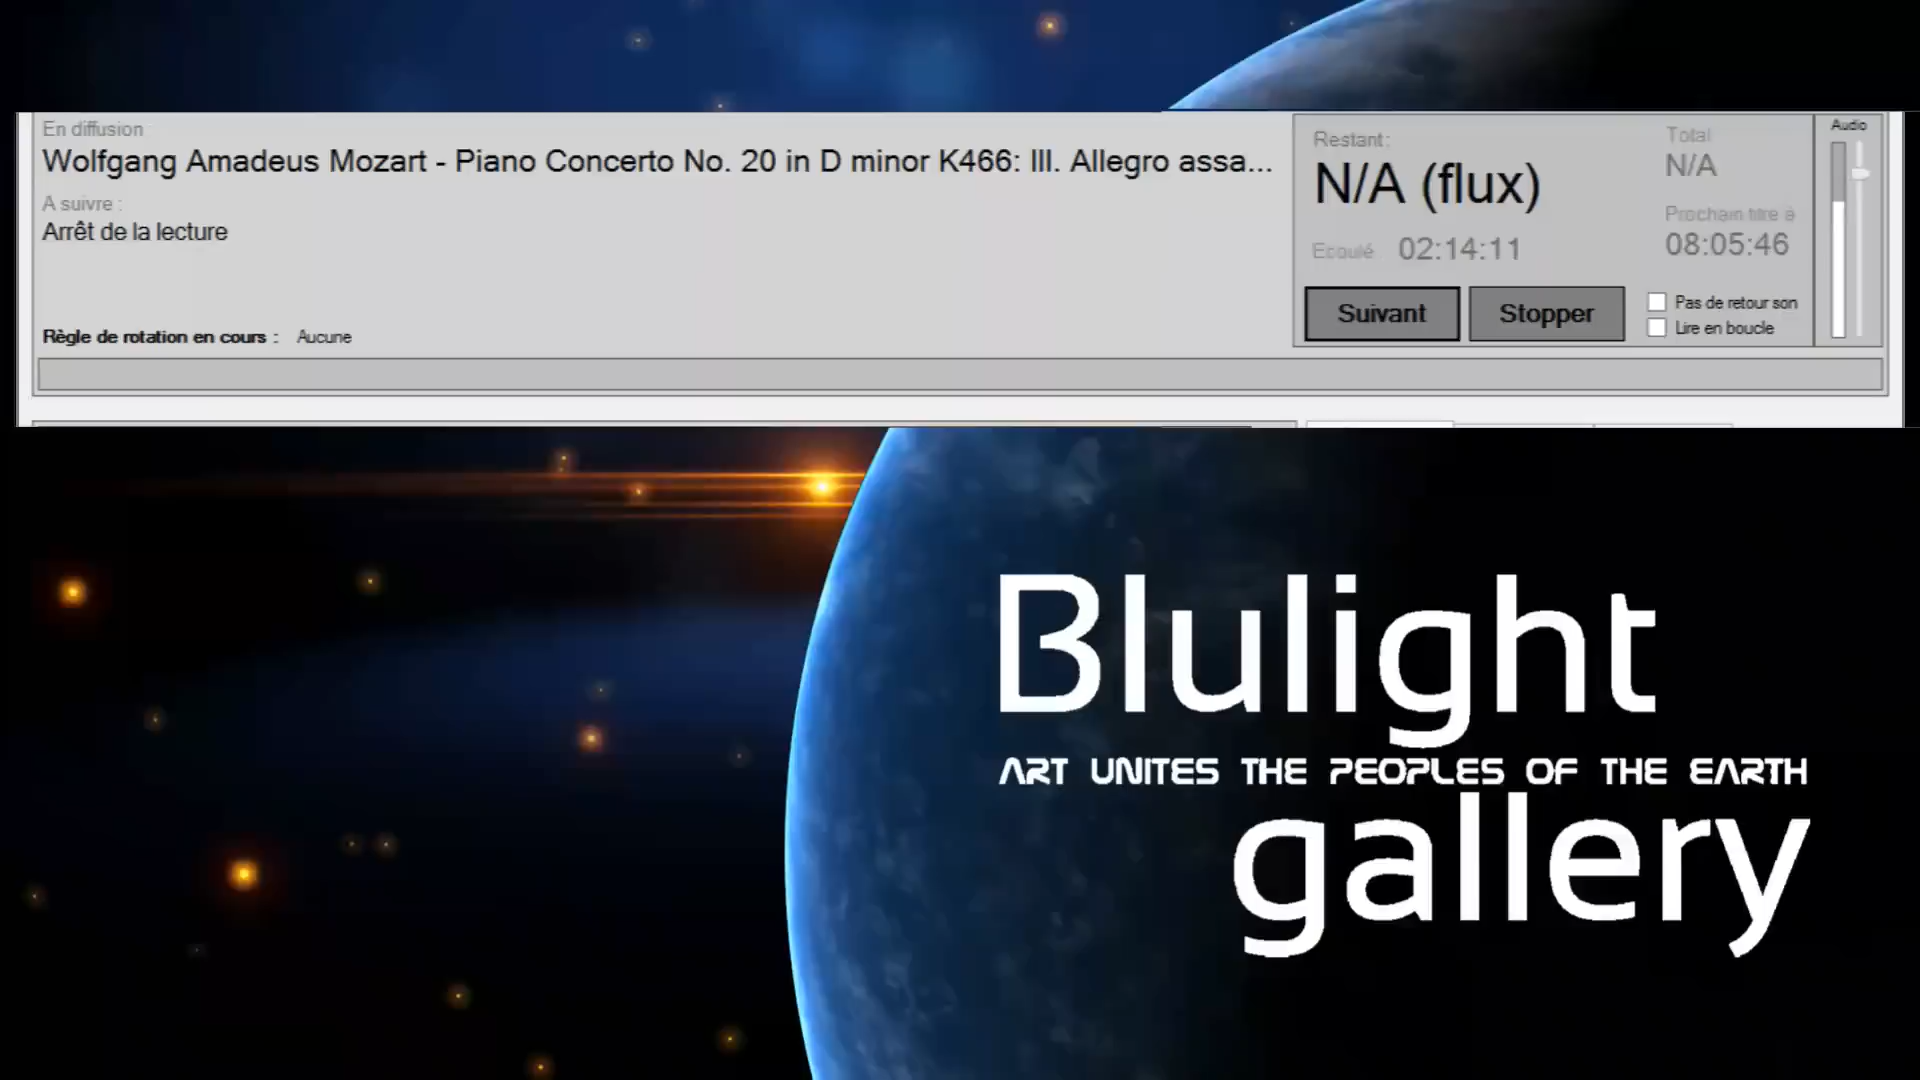 En diffusion
Wolfgang Amadeus Mozart - Piano Concerto No. 20 in D minor K466: III. Allegro assa...
A suivre :
Arrêt de la lecture
Règle de rotation en cours : Aucune
Restant :
N/A (flux)
Ecoulé 02:14:11
Total
N/A
Prochain titre à
08:05:46
Suivant Stopper
Pas de retour son
Lire en boucle
Audio
Blulight
ART UNITES THE PEOPLES OF THE EARTH
gallery